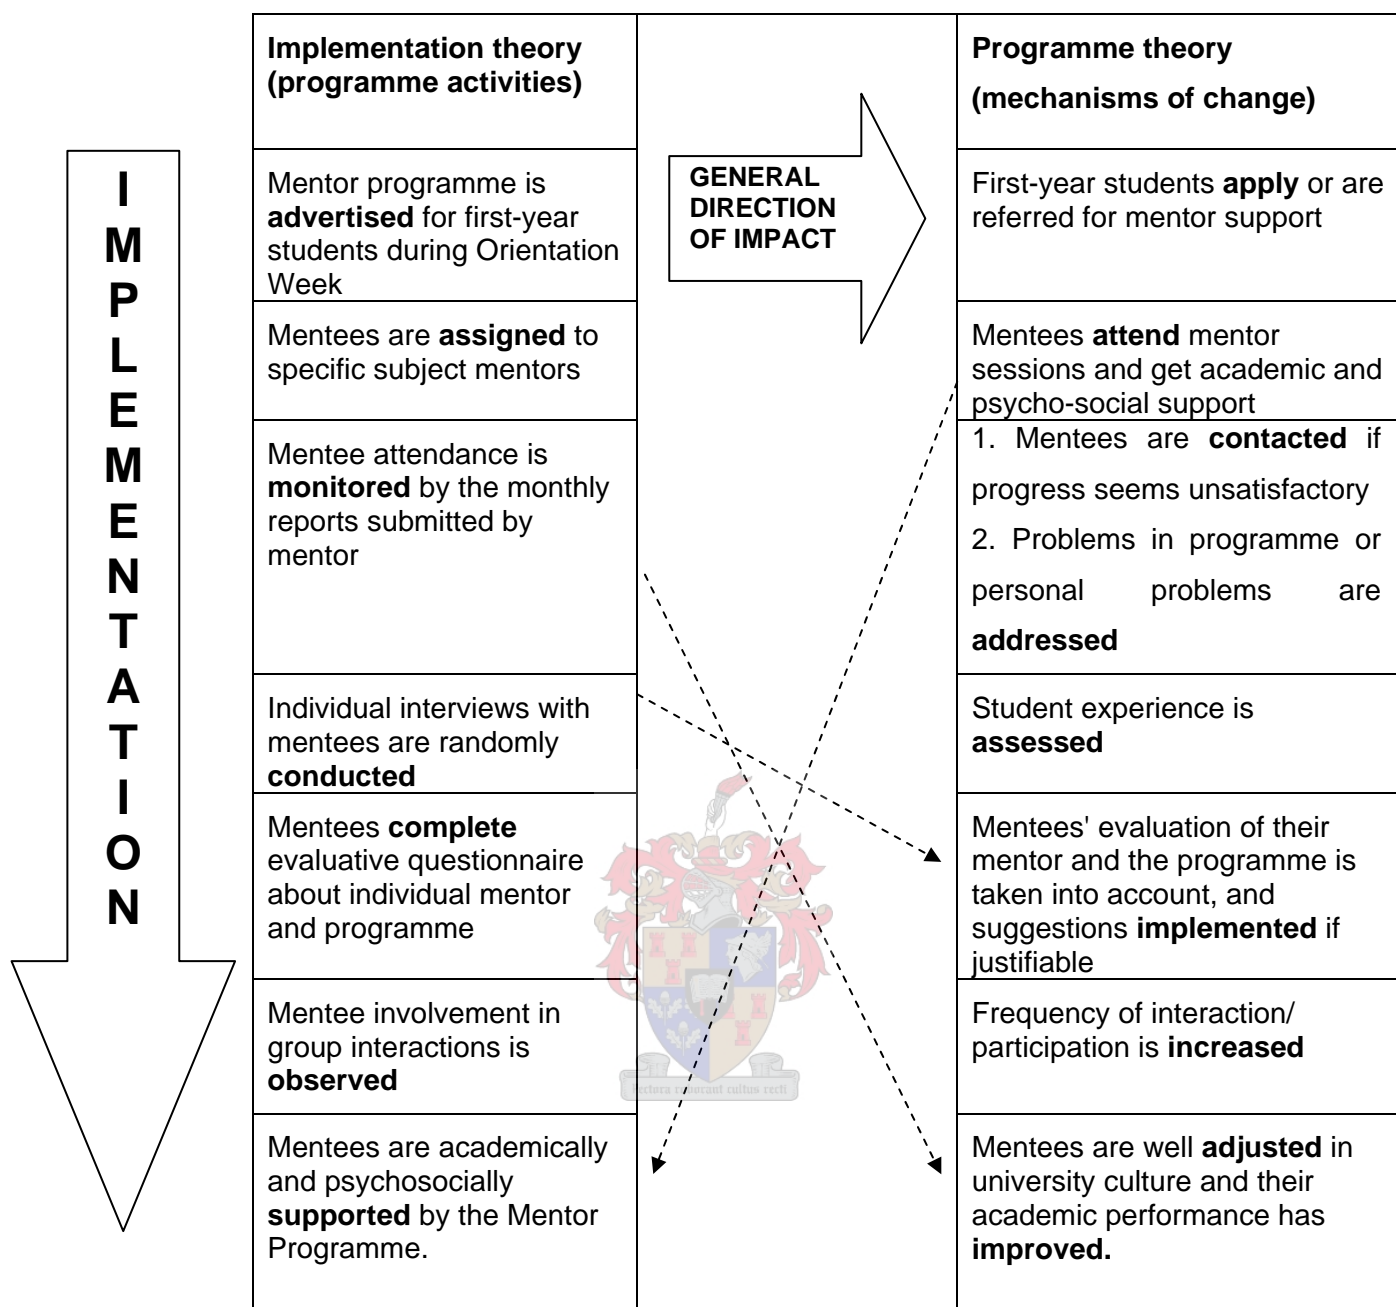 I
M
P
L
E
M
E
N
T
A
T
I
O
N
Implementation theory
(programme activities)
Programme theory
(mechanisms of change)
Mentor programme is
advertised for first-year
students during Orientation
Week
GENERAL
DIRECTION
OF IMPACT
First-year students apply or are
referred for mentor support
Mentees are assigned to
specific subject mentors
Mentees attend mentor
sessions and get academic and
psycho-social support
Mentee attendance is
monitored by the monthly
reports submitted by
mentor
1. Mentees are contacted if
progress seems unsatisfactory
2. Problems in programme or
personal problems are
addressed
Individual interviews with
mentees are randomly
conducted
Student experience is
assessed
Mentees complete
evaluative questionnaire
about individual mentor
and programme
Mentees' evaluation of their
mentor and the programme is
taken into account, and
suggestions implemented if
justifiable
Mentee involvement in
group interactions is
observed
Frequency of interaction/
participation is increased
Pectora roborant cultus recti
Mentees are academically
and psychosocially
supported by the Mentor
Programme.
Mentees are well adjusted in
university culture and their
academic performance has
improved.